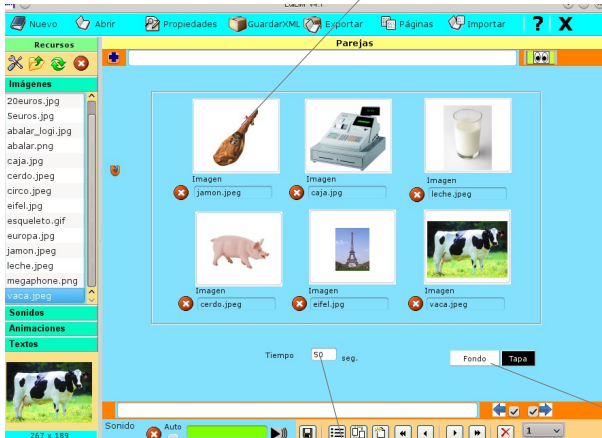 Nuevo Abrir Propiedades GuardarXML Exportar Páginas Importar ? X
Recursos
Parejas
Imágenes
20euros.jpg
5euros.jpg
abalar_logi.jpg
abalar.png
caja.jpg
cerdo.jpeg
circo.jpeg
eifel.jpg
esqueleto.gif
europa.jpg
jamon.jpeg
leche.jpeg
megaphone.png
vaca.jpeg
Sonidos
Animaciones
Textos
267 x 189
Imagen
jamon.jpeg
Imagen
caja.jpg
Imagen
leche.jpeg
Imagen
cerdo.jpeg
Imagen
eifel.jpg
Imagen
vaca.jpeg
Tiempo 50 seg.
Fondo Tapa
Sonido Auto 1